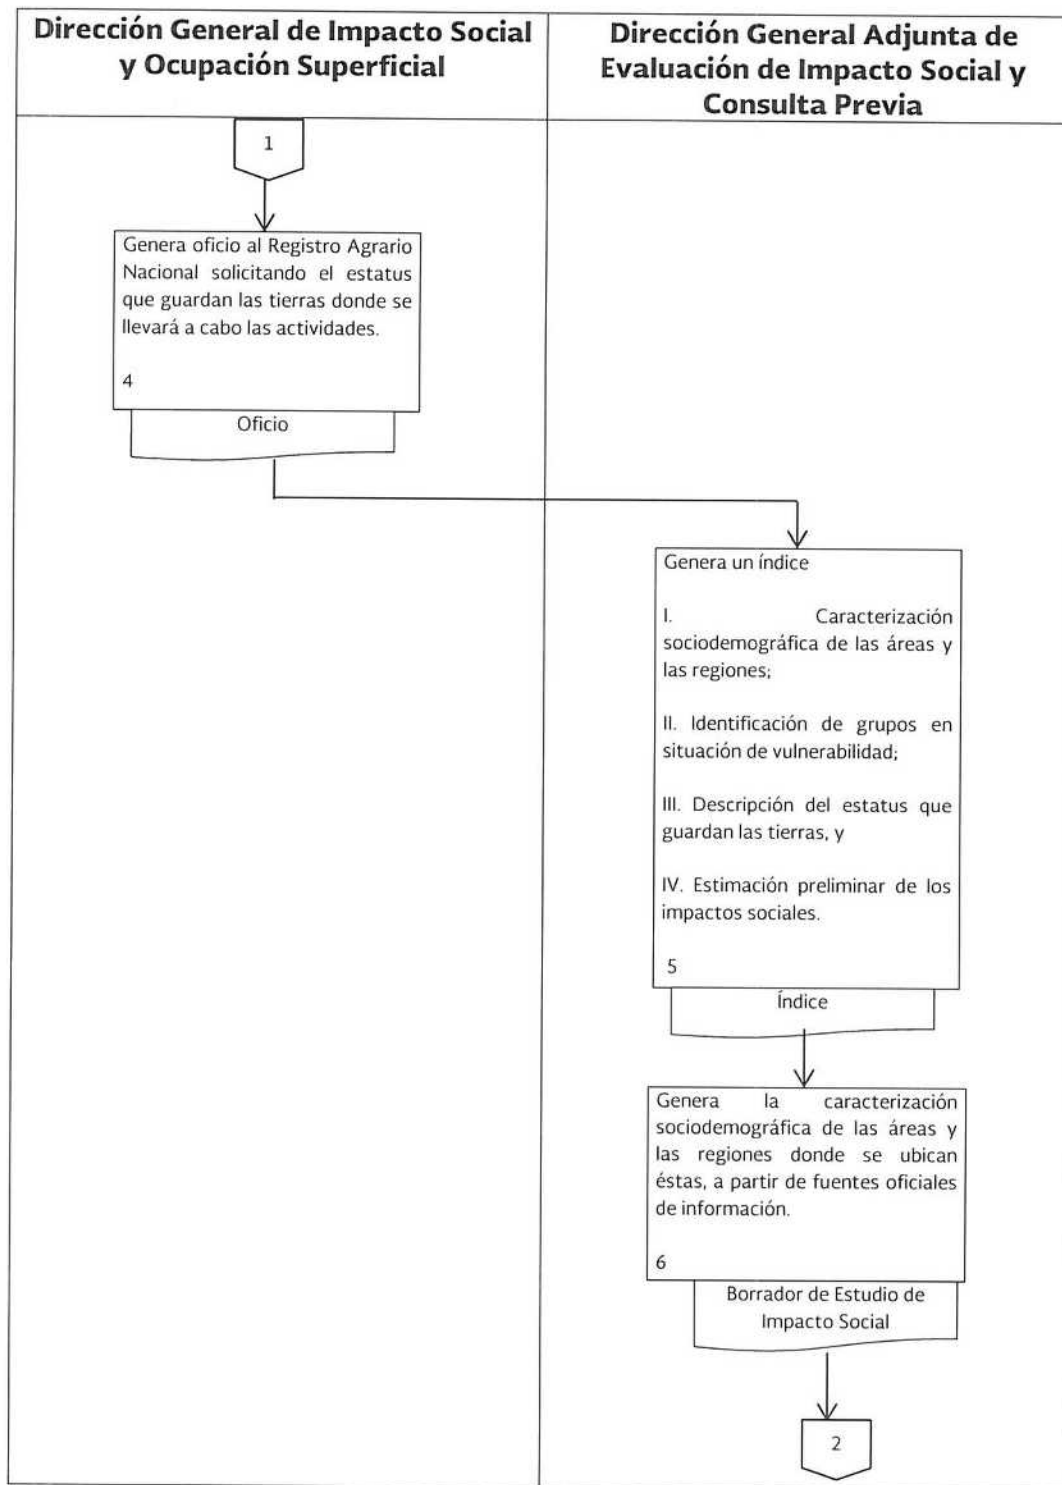 Dirección General de Impacto Social
y Ocupación Superficial
Dirección General Adjunta de
Evaluación de Impacto Social y
Consulta Previa
1
Genera oficio al Registro Agrario
Nacional solicitando el estatus
que guardan las tierras donde se
llevará a cabo las actividades.
4
Oficio
Genera un índice
I. Caracterización
sociodemográfica de las áreas y
las regiones;
II. Identificación de grupos en
situación de vulnerabilidad;
III. Descripción del estatus que
guardan las tierras, y
IV. Estimación preliminar de los
impactos sociales.
5
Índice
Genera la caracterización
sociodemográfica de las áreas y
las regiones donde se ubican
éstas, a partir de fuentes oficiales
de información.
6
Borrador de Estudio de
Impacto Social
2